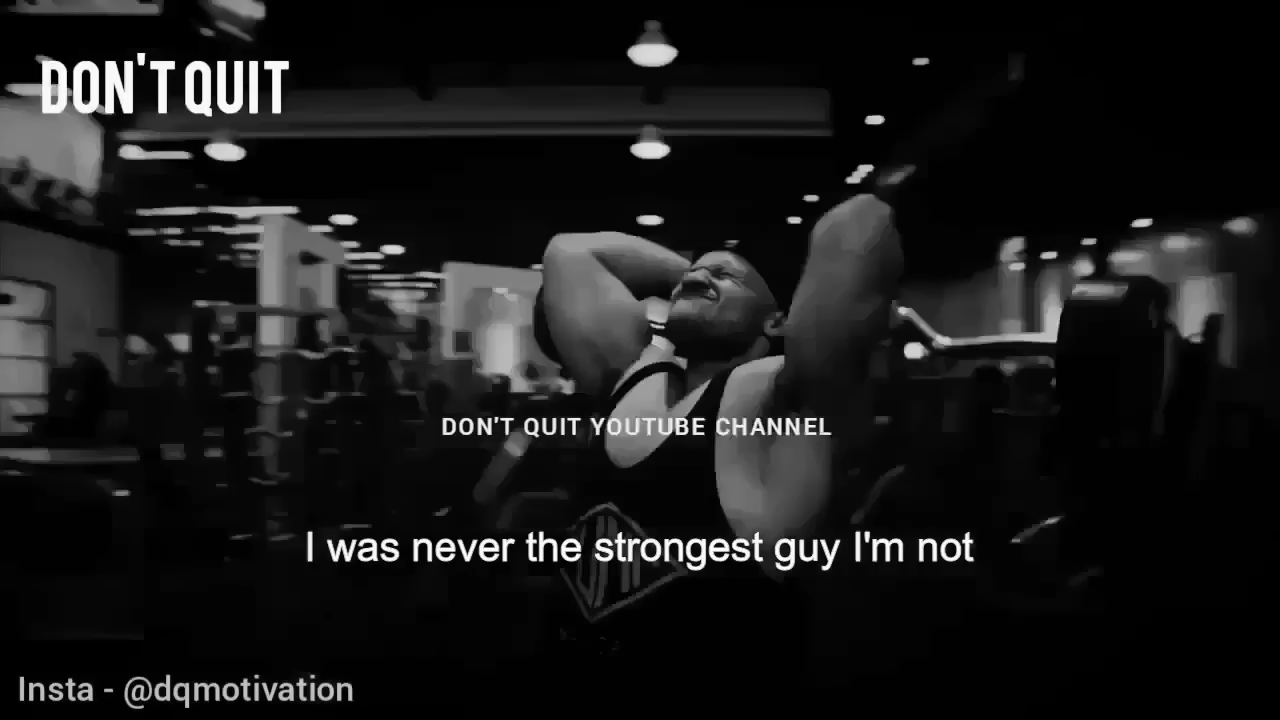 DON'T QUIT
DON'T QUIT YOUTUBE CHANNEL
I was never the strongest guy I'm not
Insta - @dqmotivation